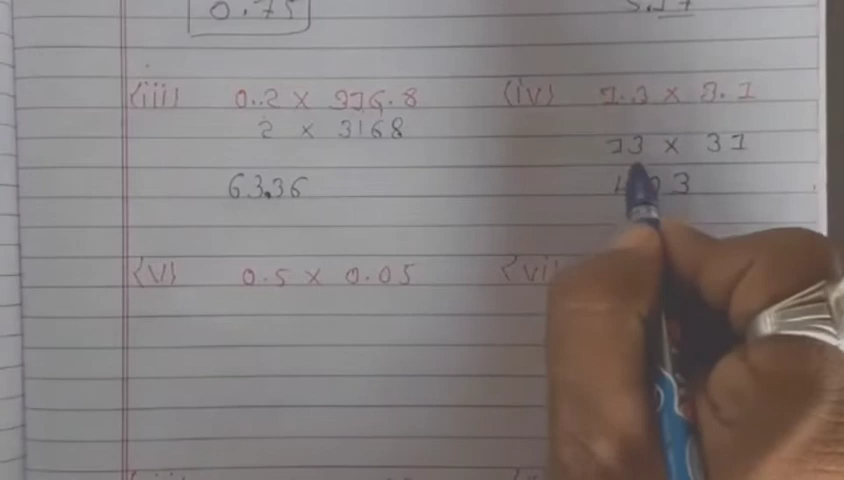 0.75
(iii) 0.2 x 316.8
2 x 3168
63.36
(iv) 1.3 x 3.1
13 x 31
(v) 0.5 x 0.05
(vi